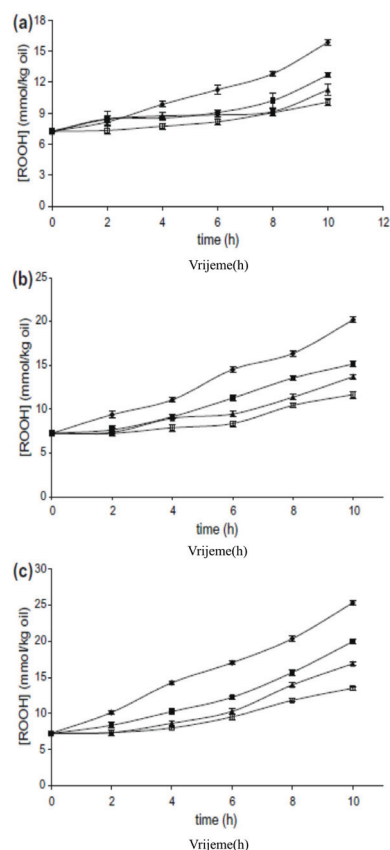 (a)
[ROOH] (mmol/kg oil)
18
15
12
9
6
3
0
0 2 4 6 8 10 12
time (h)
Vrijeme(h)
(b)
[ROOH] (mmol/kg oil)
25
20
15
10
5
0
0 2 4 6 8 10
time (h)
Vrijeme(h)
(c)
[ROOH] (mmol/kg oil)
30
25
20
15
10
5
0
0 2 4 6 8 10
time (h)
Vrijeme(h)